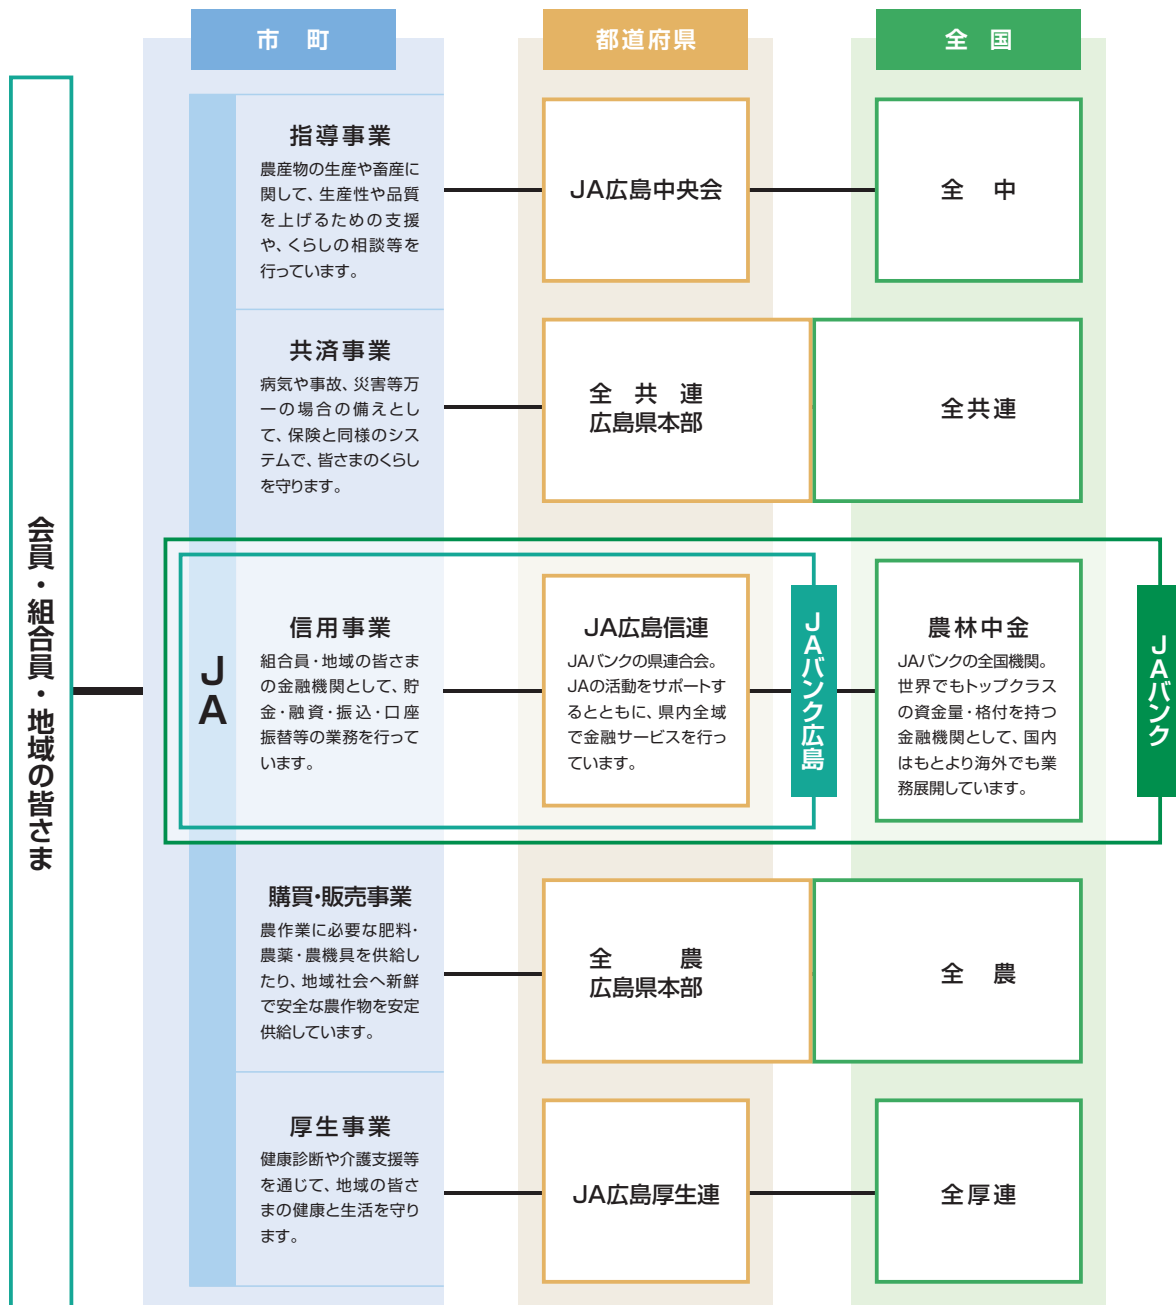 市　町
都道府県
全　国
会員・組合員・地域の皆さま
JA
指導事業
農産物の生産や畜産に
関して、生産性や品質
を上げるための支援
や、くらしの相談等を
行っています。
JA広島中央会
全　中
共済事業
病気や事故、災害等万
一の場合の備えとし
て、保険と同様のシス
テムで、皆さまのくらし
を守ります。
全　共　連
広島県本部
全共連
信用事業
組合員・地域の皆さま
の金融機関として、貯
金・融資・振込・口座
振替等の業務を行って
います。
JA広島信連
JAバンクの県連合会。
JAの活動をサポートす
るとともに、県内全域
で金融サービスを行っ
ています。
JAバンク広島
農林中金
JAバンクの全国機関。
世界でもトップクラス
の資金量・格付を持つ
金融機関として、国内
はもとより海外でも業
務展開しています。
JAバンク
購買・販売事業
農作業に必要な肥料・
農薬・農機具を供給し
たり、地域社会へ新鮮
で安全な農作物を安定
供給しています。
全　農
広島県本部
全　農
厚生事業
健康診断や介護支援等
を通じて、地域の皆さ
まの健康と生活を守り
ます。
JA広島厚生連
全厚連